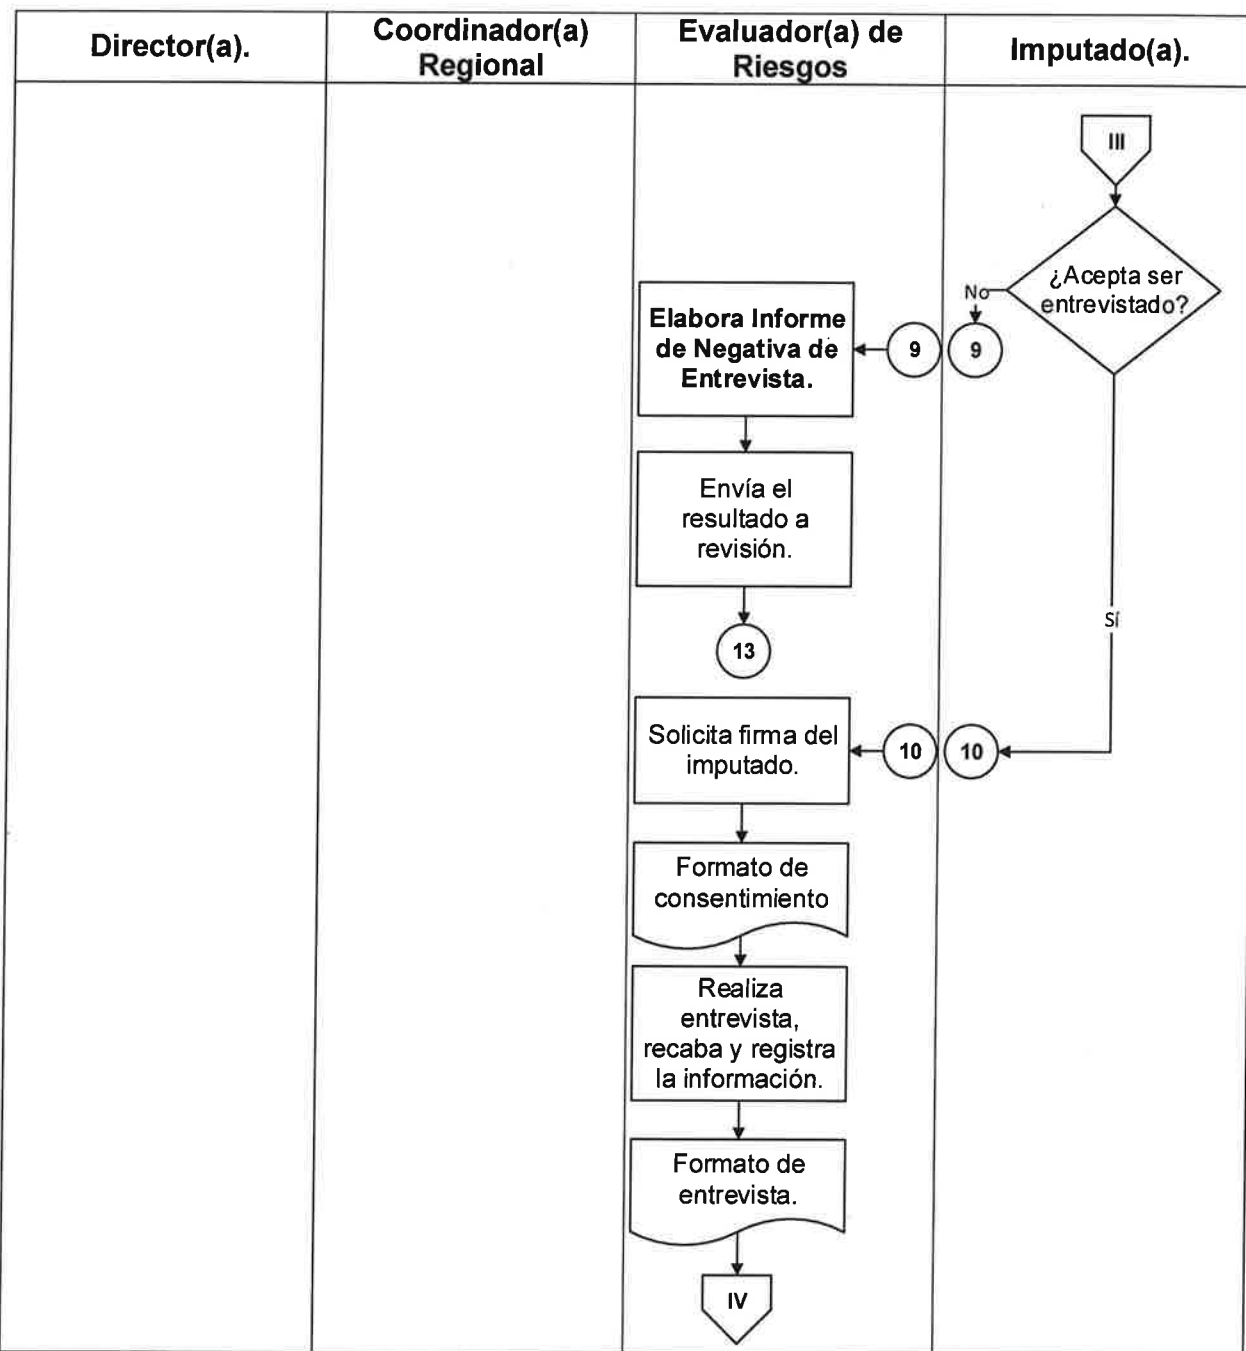 Director(a).
Coordinador(a)
Regional
Evaluador(a) de
Riesgos
Imputado(a).
III
¿Acepta ser
entrevistado?
No
9
9
Elabora Informe
de Negativa de
Entrevista.
Envía el
resultado a
revisión.
13
Sí
10
10
Solicita firma del
imputado.
Formato de
consentimiento
Realiza
entrevista,
recaba y registra
la información.
Formato de
entrevista.
IV